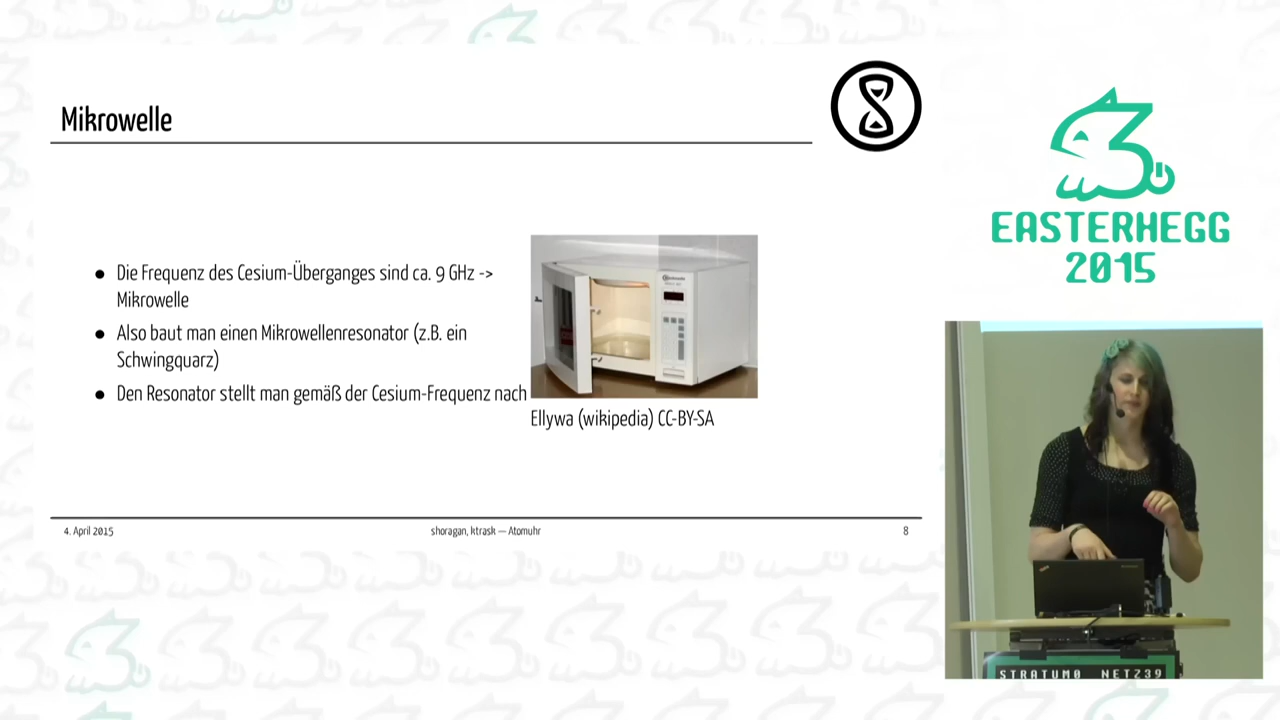 Mikrowelle
Die Frequenz des Cesium-Überganges sind ca. 9 GHz ->
Mikrowelle
Also baut man einen Mikrowellenresonator (z.B. ein
Schwingquarz)
Den Resonator stellt man gemäß der Cesium-Frequenz nach
Ellywa (wikipedia) CC-BY-SA
4. April 2015
shoragan, ktrask — Atomuhr
8
EASTERHEGG
2015
STRATUM0 NETZ39